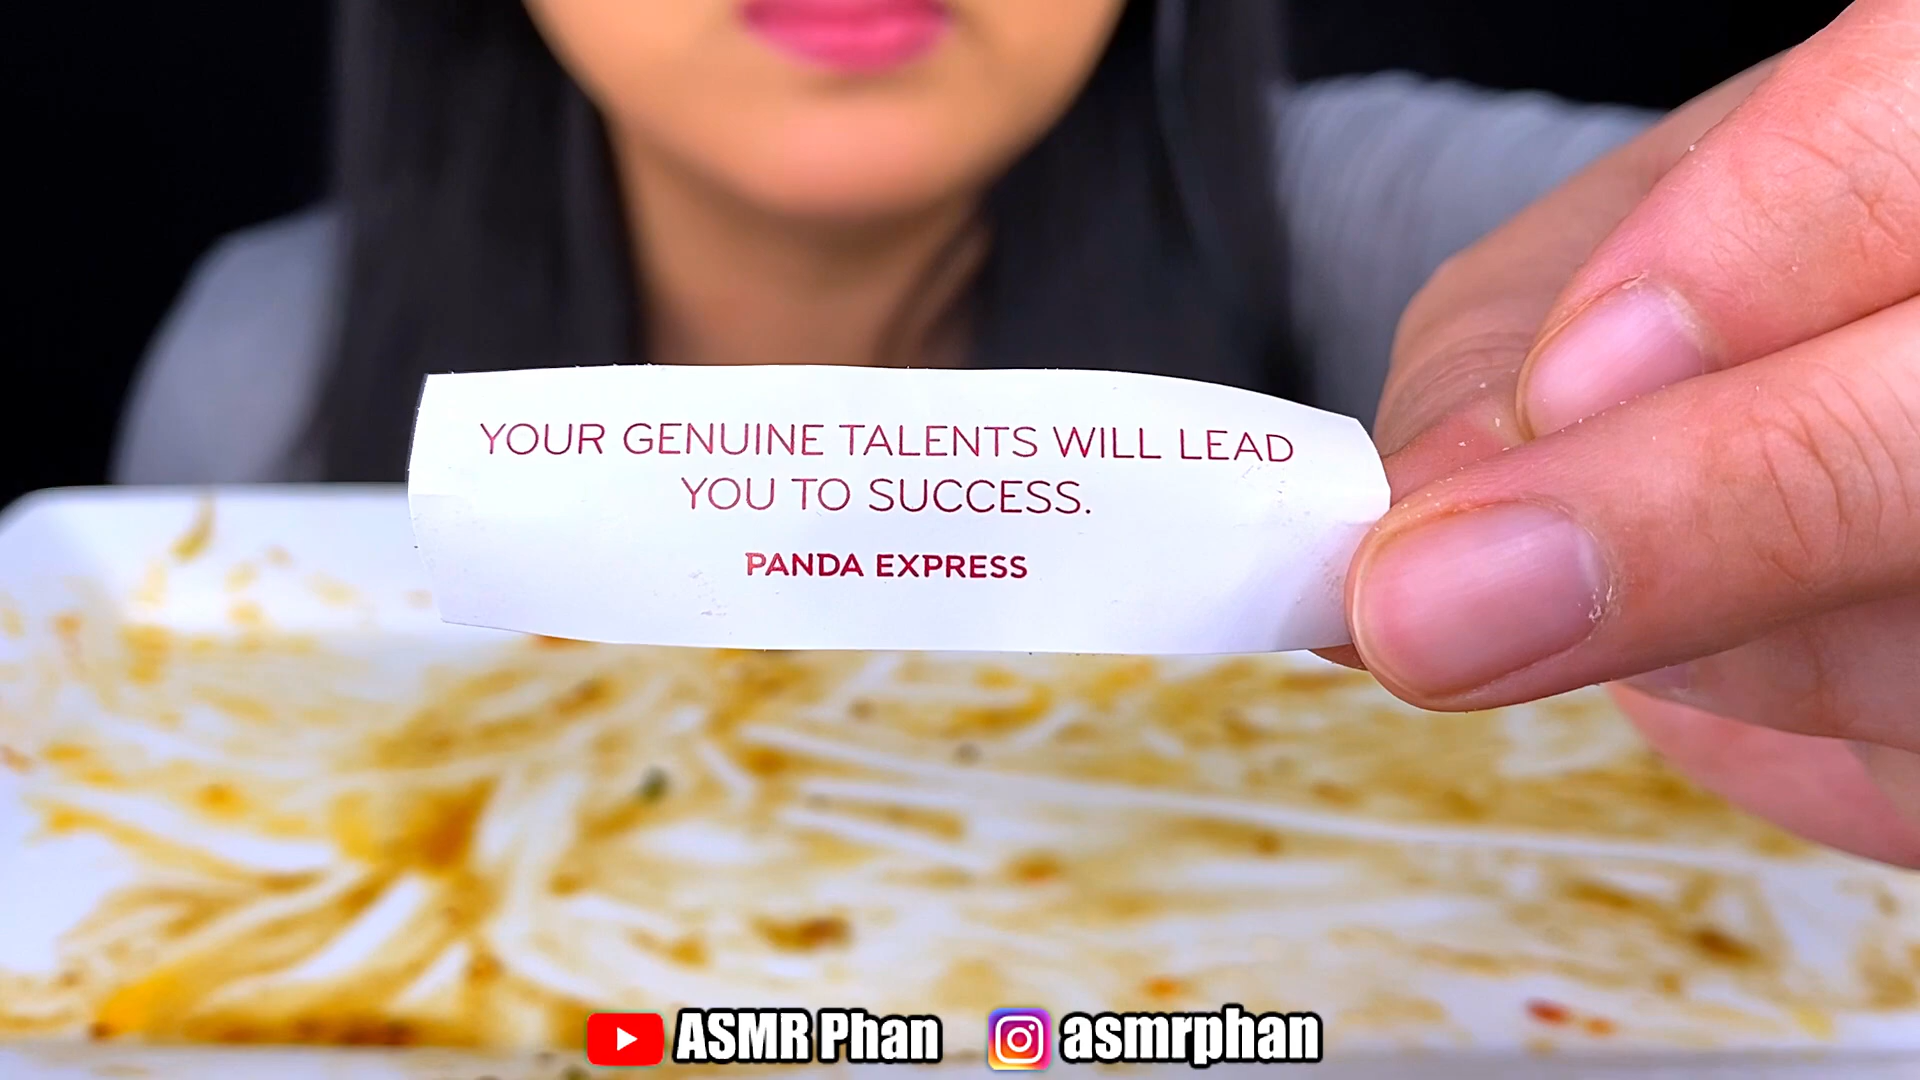 YOUR GENUINE TALENTS WILL LEAD
YOU TO SUCCESS.
PANDA EXPRESS
ASMR Phan asmrphan